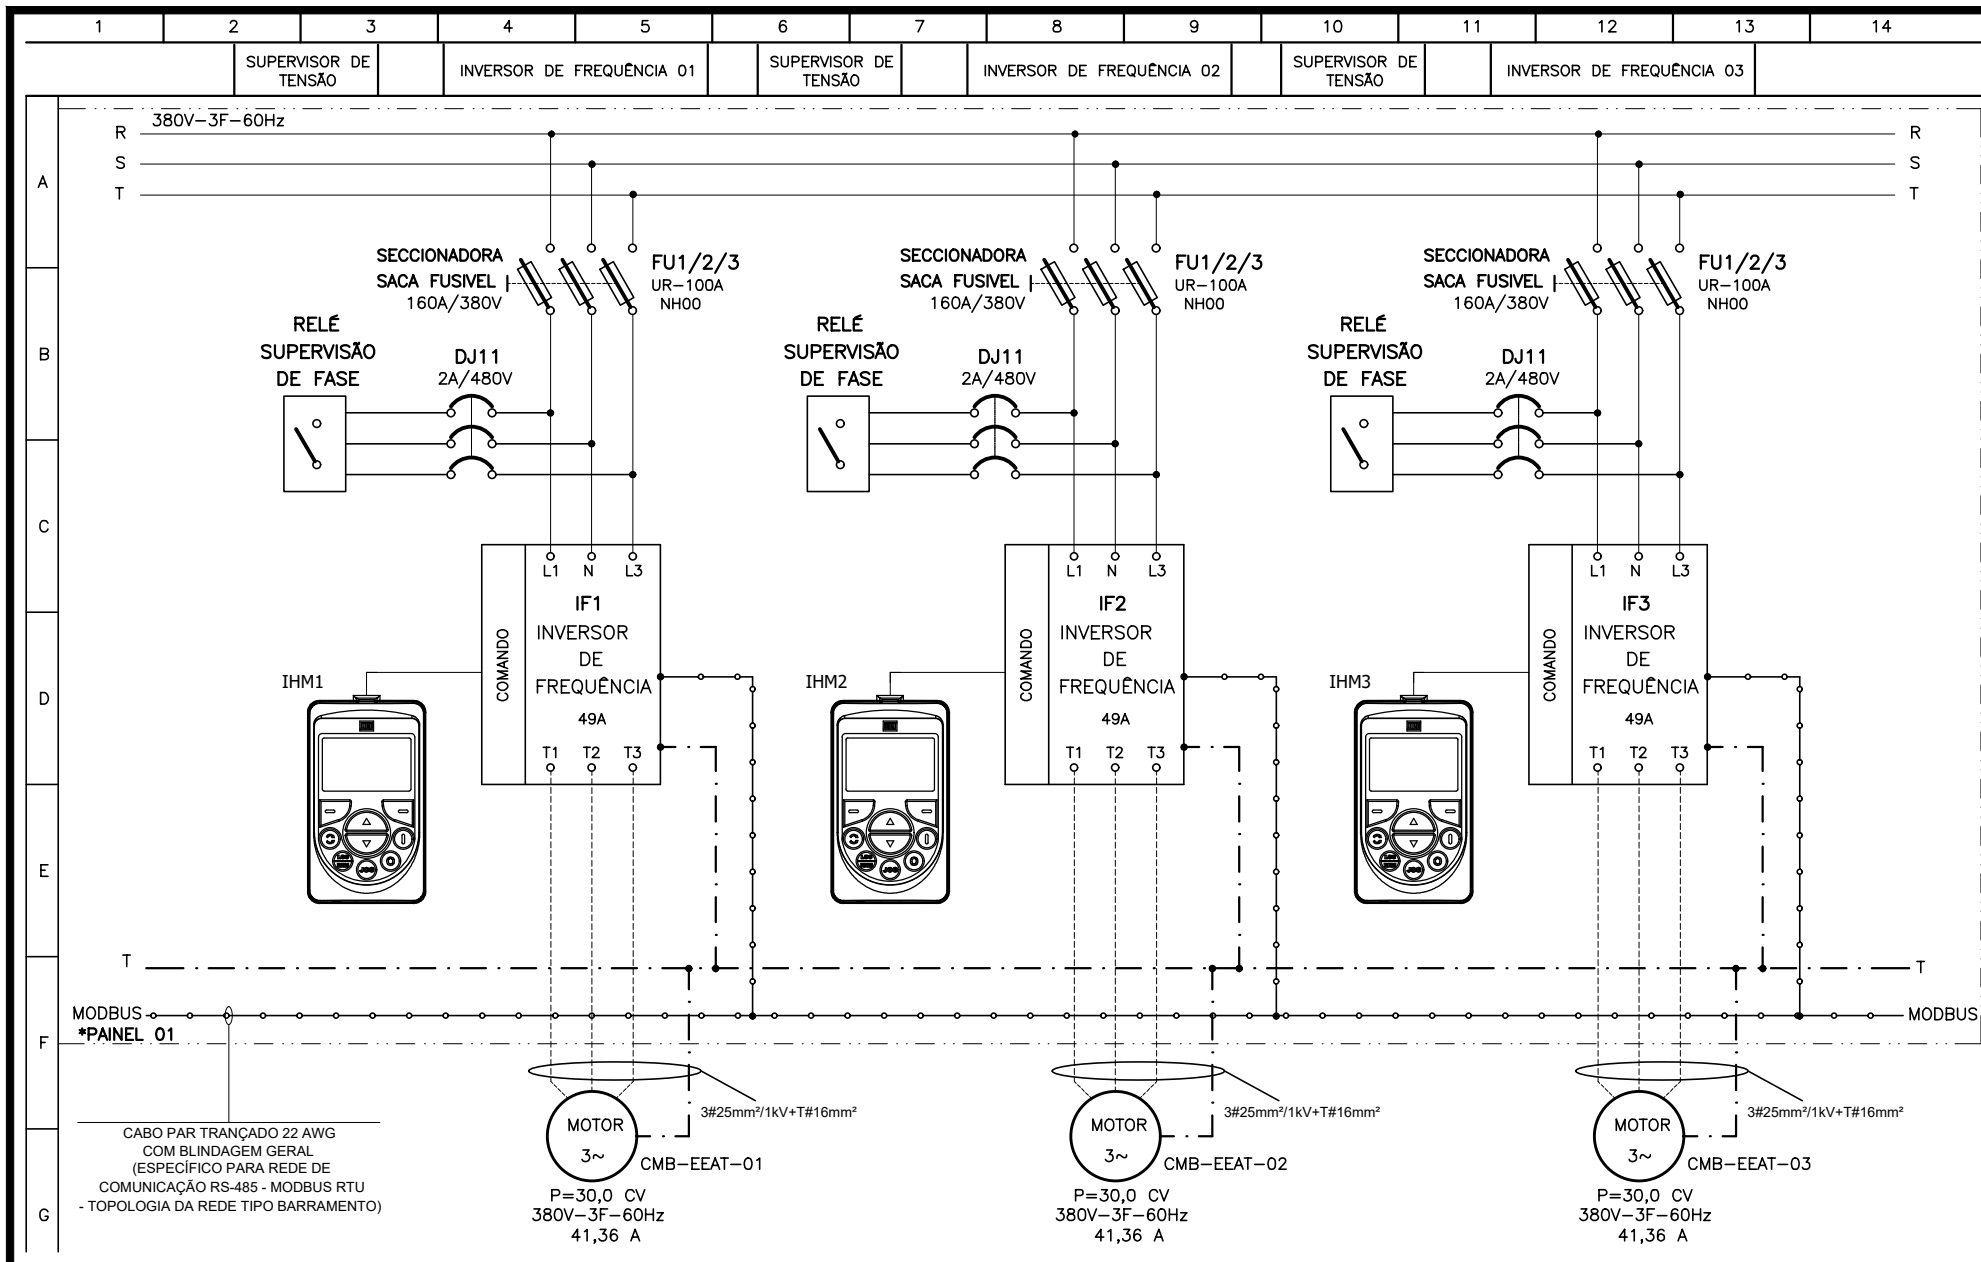 1 2 3 4 5 6 7 8 9 10 11 12 13 14
SUPERVISOR DE
TENSÃO
INVERSOR DE FREQUÊNCIA 01
SUPERVISOR DE
TENSÃO
INVERSOR DE FREQUÊNCIA 02
SUPERVISOR DE
TENSÃO
INVERSOR DE FREQUÊNCIA 03
A
B
C
D
E
F
G
380V-3F-60Hz
R R
S S
T T
SECCIONADORA
SACA FUSIVEL
160A/380V
FU1/2/3
UR-100A
NH00
RELÉ
SUPERVISÃO
DE FASE
DJ11
2A/480V
L1 N L3
IF1
INVERSOR
DE
FREQUÊNCIA
49A
T1 T2 T3
COMANDO
IHM1
SECCIONADORA
SACA FUSIVEL
160A/380V
FU1/2/3
UR-100A
NH00
RELÉ
SUPERVISÃO
DE FASE
DJ11
2A/480V
L1 N L3
IF2
INVERSOR
DE
FREQUÊNCIA
49A
T1 T2 T3
COMANDO
IHM2
SECCIONADORA
SACA FUSIVEL
160A/380V
FU1/2/3
UR-100A
NH00
RELÉ
SUPERVISÃO
DE FASE
DJ11
2A/480V
L1 N L3
IF3
INVERSOR
DE
FREQUÊNCIA
49A
T1 T2 T3
COMANDO
IHM3
T T
MODBUS MODBUS
*PAINEL 01
CABO PAR TRANÇADO 22 AWG
COM BLINDAGEM GERAL
(ESPECÍFICO PARA REDE DE
COMUNICAÇÃO RS-485 - MODBUS RTU
- TOPOLOGIA DA REDE TIPO BARRAMENTO)
3#25mm²/1kV+T#16mm²
MOTOR
3~
CMB-EEAT-01
P=30,0 CV
380V-3F-60Hz
41,36 A
3#25mm²/1kV+T#16mm²
MOTOR
3~
CMB-EEAT-02
P=30,0 CV
380V-3F-60Hz
41,36 A
3#25mm²/1kV+T#16mm²
MOTOR
3~
CMB-EEAT-03
P=30,0 CV
380V-3F-60Hz
41,36 A